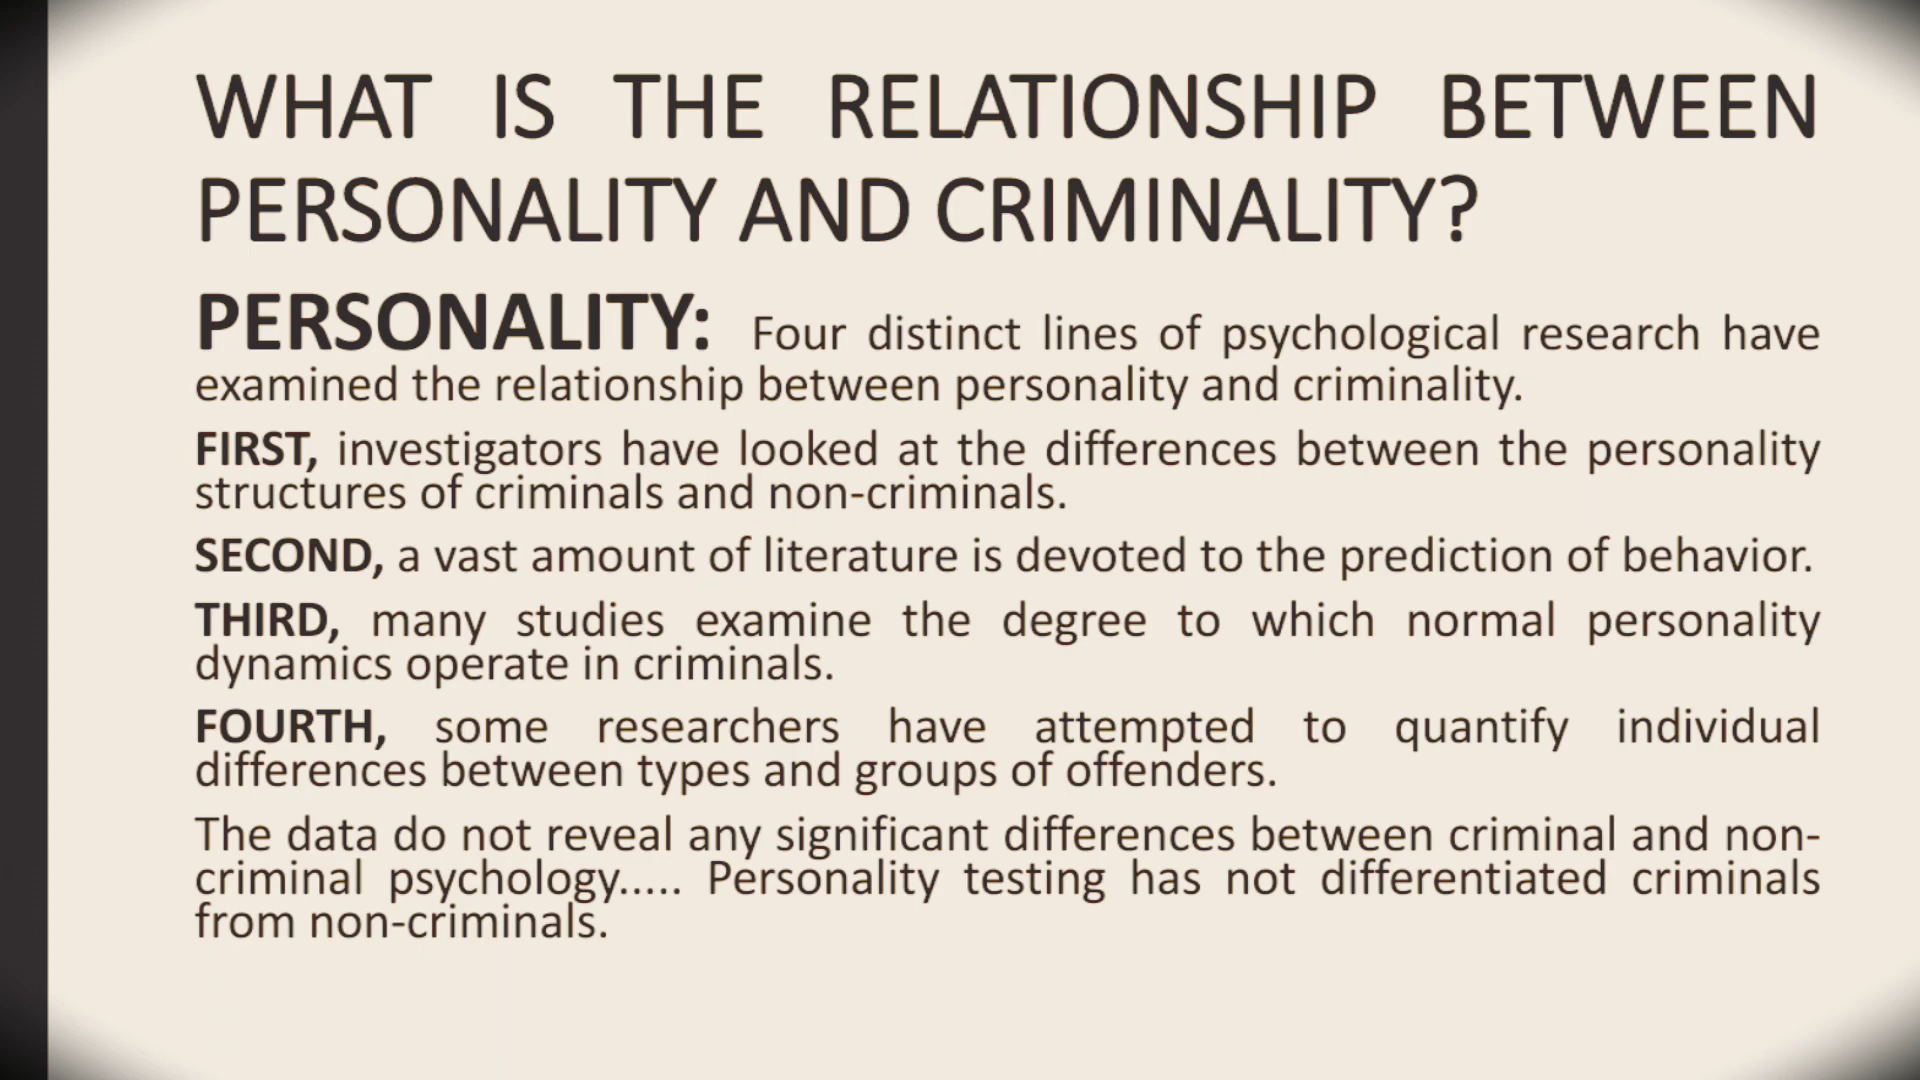 WHAT IS THE RELATIONSHIP BETWEEN
PERSONALITY AND CRIMINALITY?
PERSONALITY: Four distinct lines of psychological research have
examined the relationship between personality and criminality.
FIRST, investigators have looked at the differences between the personality
structures of criminals and non-criminals.
SECOND, a vast amount of literature is devoted to the prediction of behavior.
THIRD, many studies examine the degree to which normal personality
dynamics operate in criminals.
FOURTH, some researchers have attempted to quantify individual
differences between types and groups of offenders.
The data do not reveal any significant differences between criminal and non-
criminal psychology..... Personality testing has not differentiated criminals
from non-criminals.